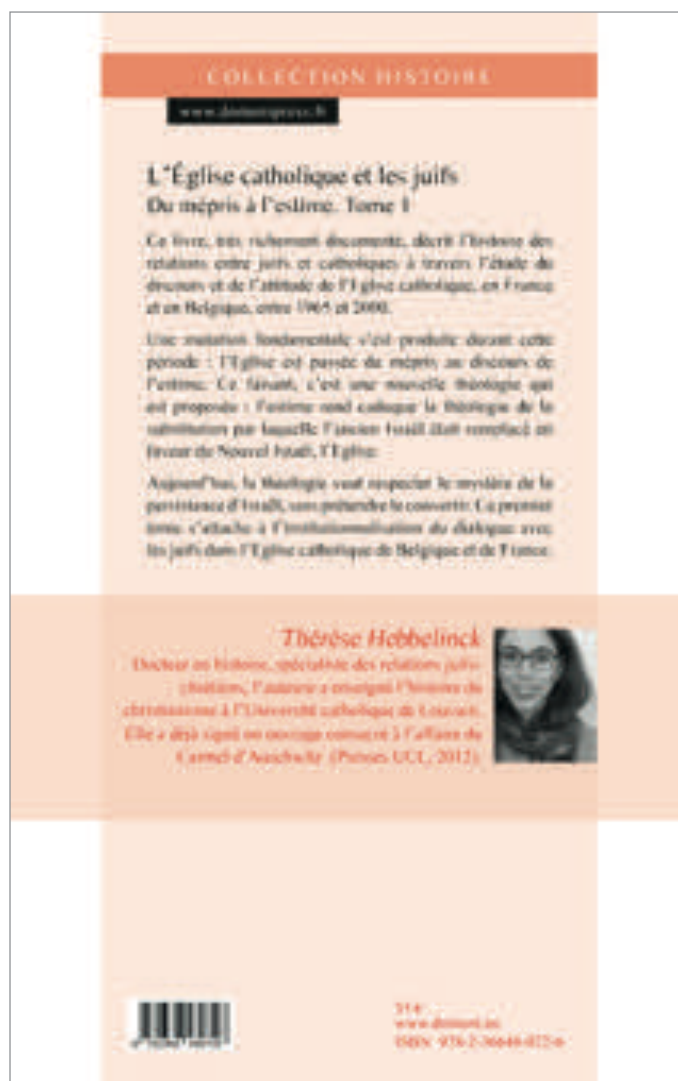 COLLECTION HISTOIRE
L'Église catholique et les juifs
Du mépris à l'estime. Tome 1
Ce livre, très richement documenté, décrit l'histoire des
relations entre juifs et catholiques à travers l'étude du
discours et de l'attitude de l'Église catholique, en France
et en Belgique, entre 1965 et 2000.
Une mutation fondamentale s'est produite durant cette
période : l'Église est passée du mépris au discours de
l'estime. Ce faisant, c'est une nouvelle théologie qui
est proposée : l'estime rend caduque la théologie de la
substitution par laquelle l'ancien Israël était remplacé en
faveur du Nouvel Israël, l'Église.
Aujourd'hui, la théologie veut respecter le mystère de la
persistance d'Israël, sans prétendre le convertir. Ce premier
tome s'attache à l'institutionnalisation du dialogue avec
les juifs dans l'Église catholique de Belgique et de France.
Thérèse Hebbelinck
Docteur en histoire, spécialiste des relations judéo-
chrétiennes, l'auteure a enseigné l'histoire du
christianisme à l'Université catholique de Louvain.
Elle a déjà signé un ouvrage consacré à l'affaire du
Carmel d'Auschwitz (Presses UCL, 2012).
ISBN